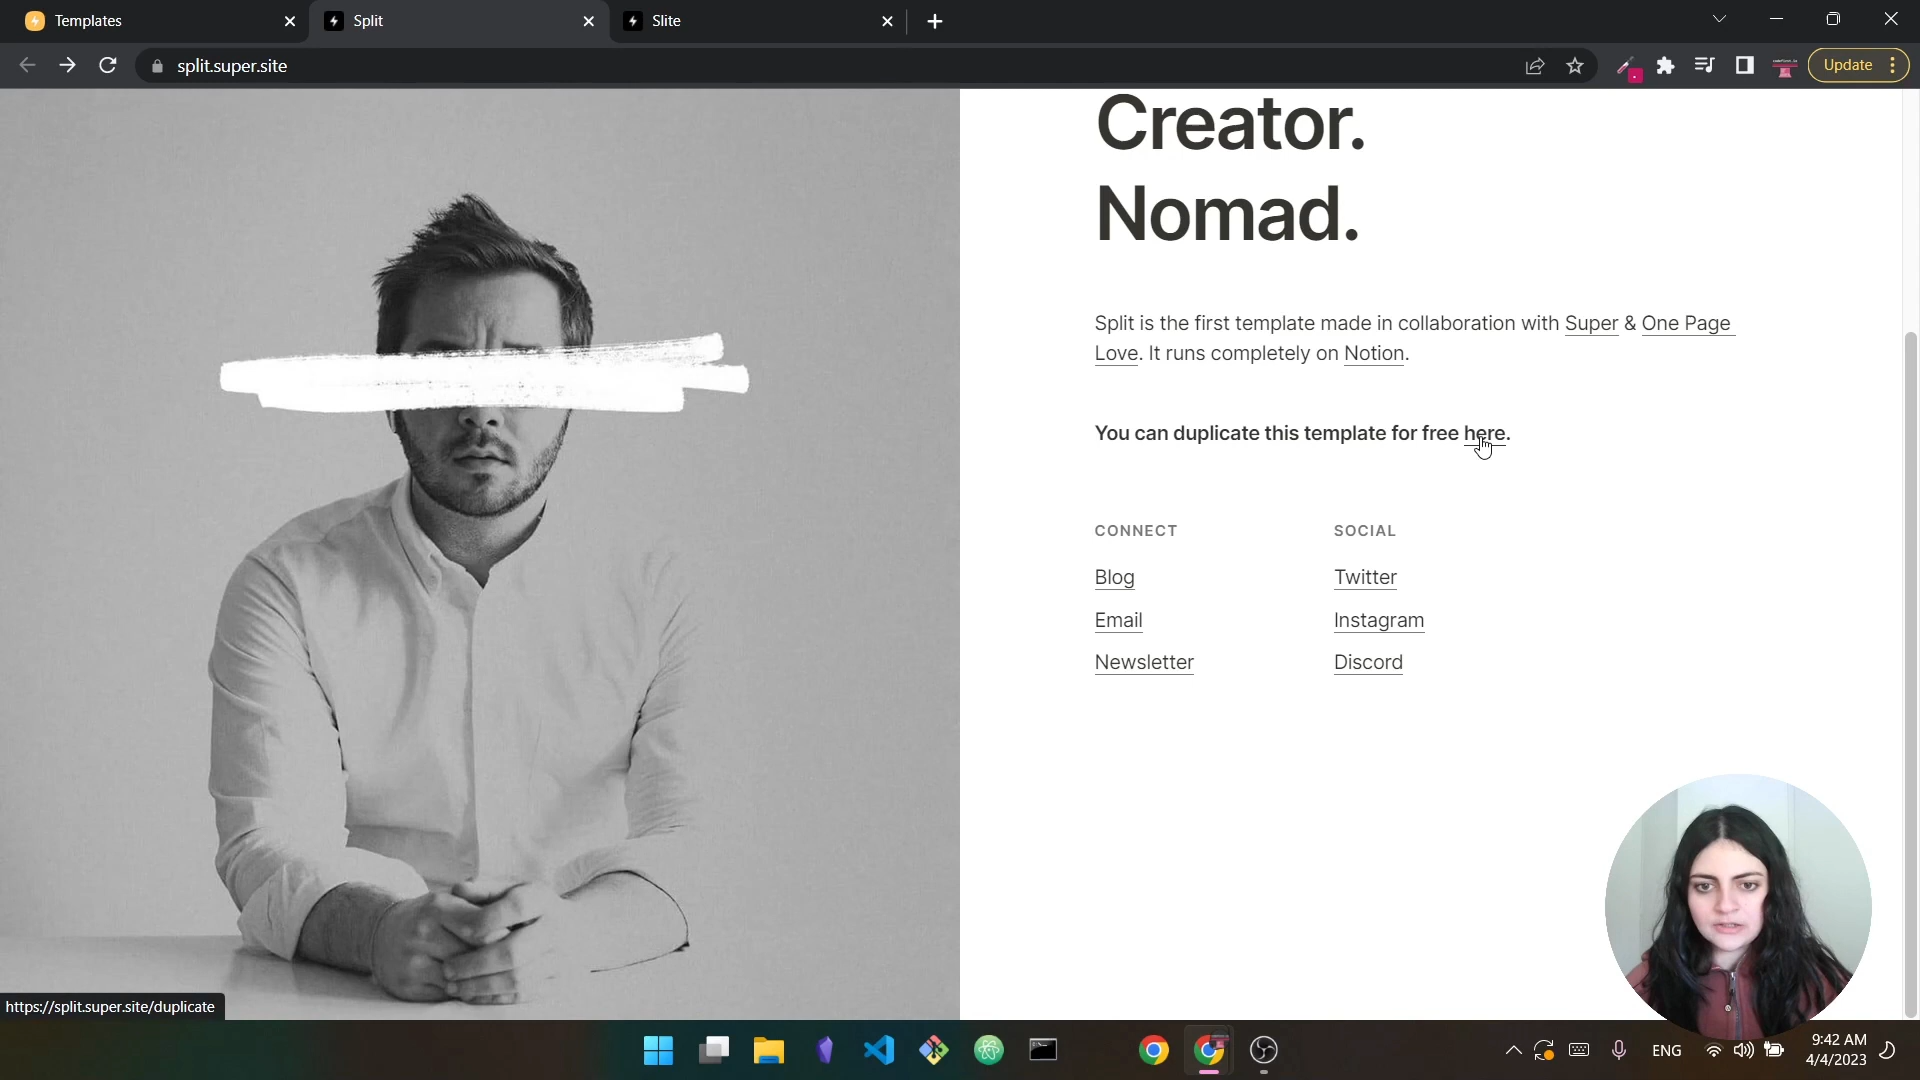 Templates
Split
Slite
split.super.site
Update
Creator.
Nomad.
Split is the first template made in collaboration with Super & One Page
Love. It runs completely on Notion.
You can duplicate this template for free here.
CONNECT
Blog
Email
Newsletter
SOCIAL
Twitter
Instagram
Discord
https://split.super.site/duplicate
ENG
9:42 AM
4/4/2023